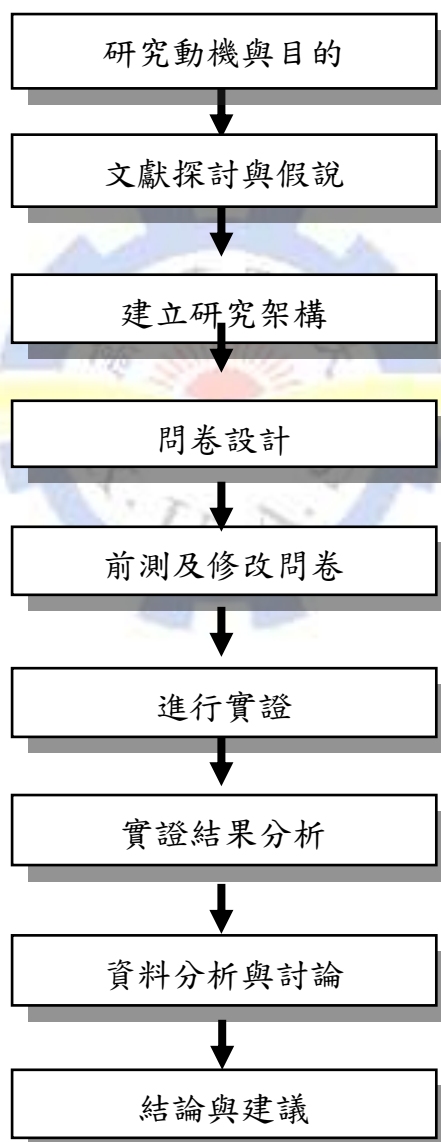 研究動機與目的
文獻探討與假說
建立研究架構
問卷設計
前測及修改問卷
進行實證
實證結果分析
資料分析與討論
結論與建議